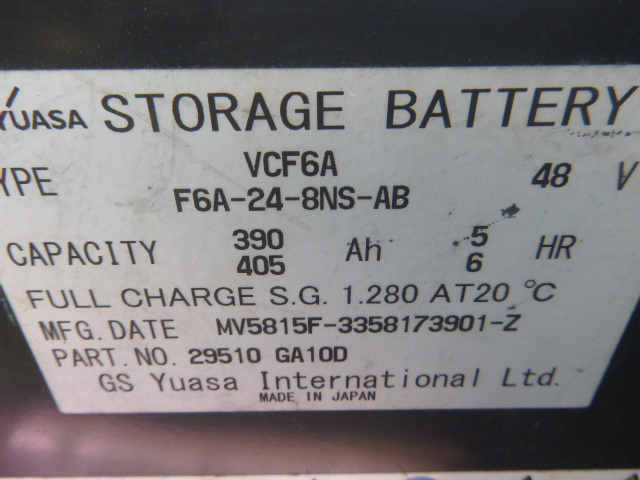 YUASA STORAGE BATTERY
YPE VCF6A 48 V
F6A-24-8NS-AB
CAPACITY 390 Ah 5 HR
405 6
FULL CHARGE S.G. 1.280 AT20 °C
MFG. DATE MV5815F-3358173901-Z
PART. NO. 29510 GA10D
GS Yuasa International Ltd.
MADE IN JAPAN